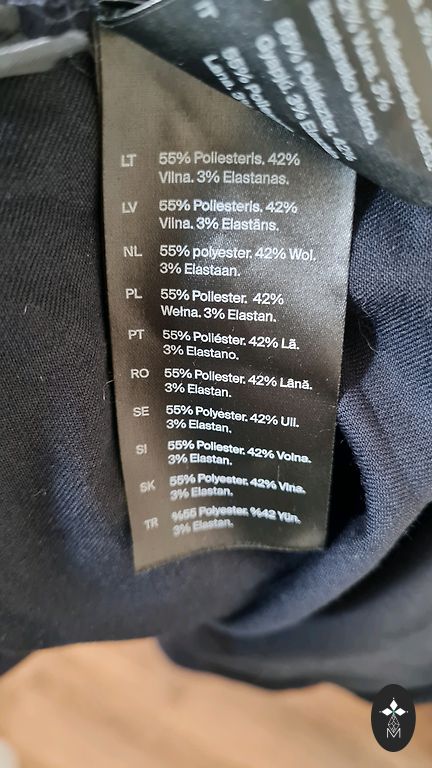 IT
LT 55% Poliesteris. 42%
Vilna. 3% Elastanas.
LV 55% Poliesteris. 42%
Vilna. 3% Elastāns.
NL 55% polyester. 42% Wol.
3% Elastaan.
PL 55% Poliester. 42%
Wełna. 3% Elastan.
PT 55% Poliéster. 42% Lã.
3% Elastano.
RO 55% Poliester. 42% Lână.
3% Elastan.
SE 55% Polyester. 42% Ull.
3% Elastan.
SI 55% Poliester. 42% Volna.
3% Elastan.
SK 55% Polyester. 42% Vlna.
3% Elastan.
TR %55 Polyester. %42 Yün.
3% Elastan.
M